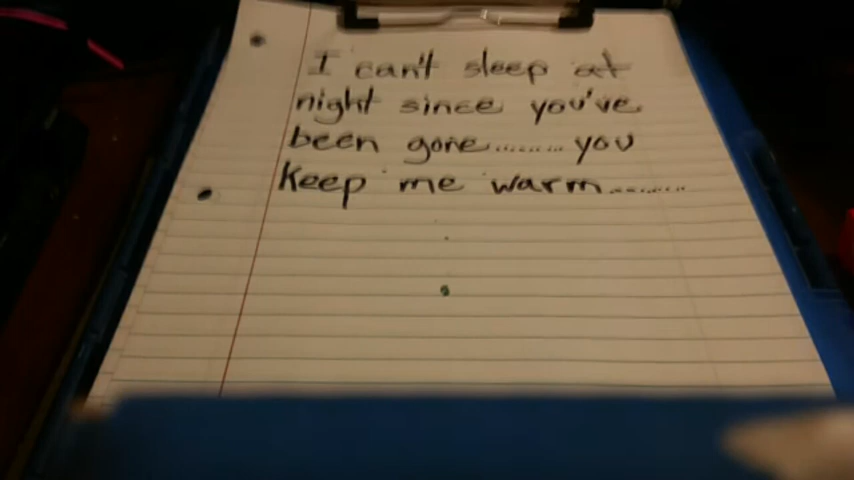 I can't sleep at
night since you've
been gone........you
Keep me warm........